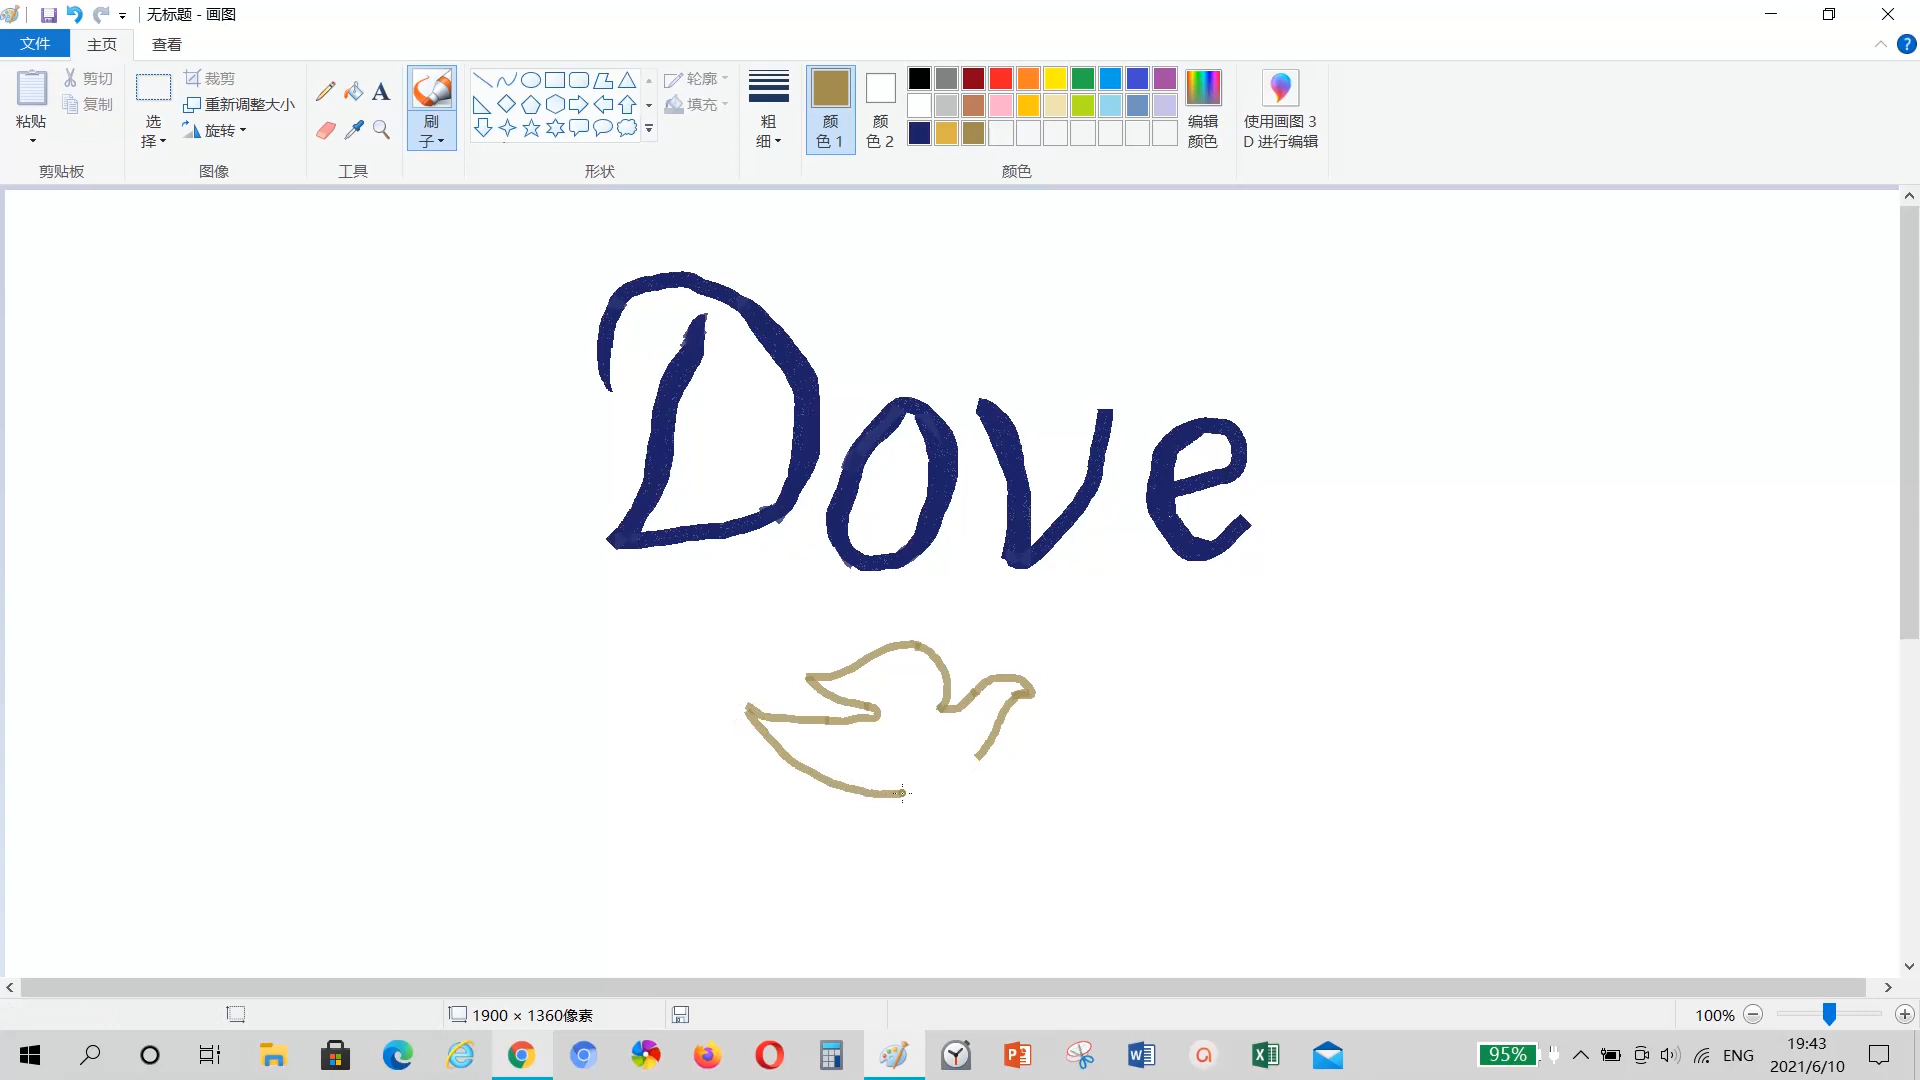 无标题 - 画图
文件 主页 查看
粘贴
剪切
复制
剪贴板
选择
裁剪
重新调整大小
旋转
图像
A
工具
刷子
形状
轮廓
填充
粗细
颜色 1
颜色 2
编辑颜色
颜色
使用画图 3D 进行编辑
?
Dove
1900 × 1360像素
100%
95%
ENG
19:43
2021/6/10